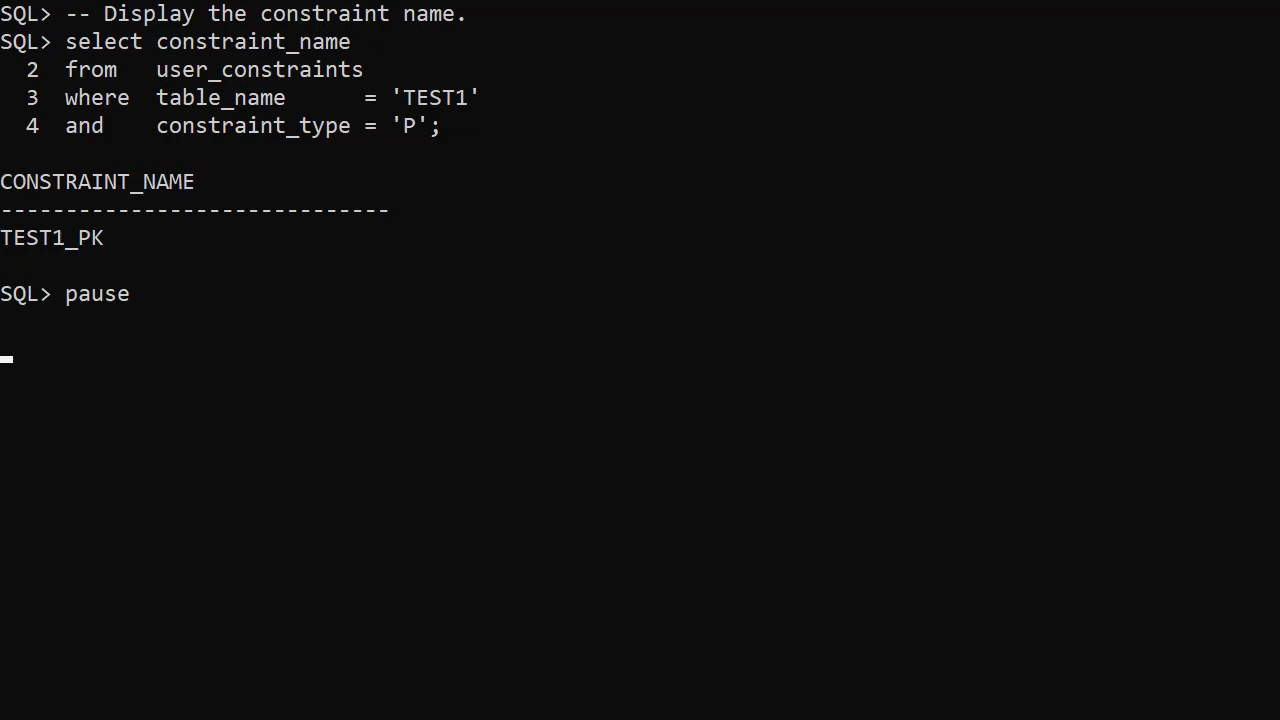 SQL> -- Display the constraint name.
SQL> select constraint_name
  2  from   user_constraints
  3  where  table_name      = 'TEST1'
  4  and    constraint_type = 'P';
CONSTRAINT_NAME
------------------------------
TEST1_PK
SQL> pause